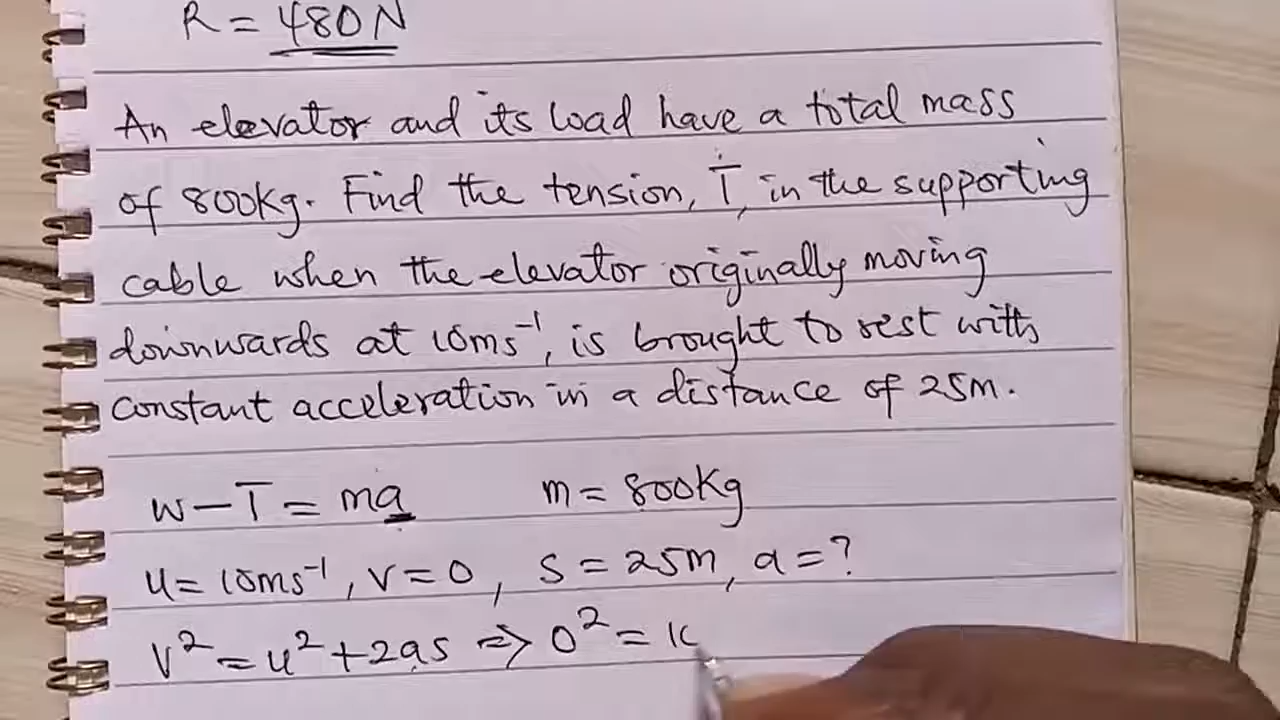 R = 480N
An elevator and its load have a total mass
of 800kg. Find the tension, T, in the supporting
cable when the elevator originally moving
downwards at 10ms⁻¹, is brought to rest with
constant acceleration in a distance of 25m.
W – T = ma m = 800kg
u = 10ms⁻¹, v = 0, s = 25m, a = ?
v² = u² + 2as ⇒ 0² = 10